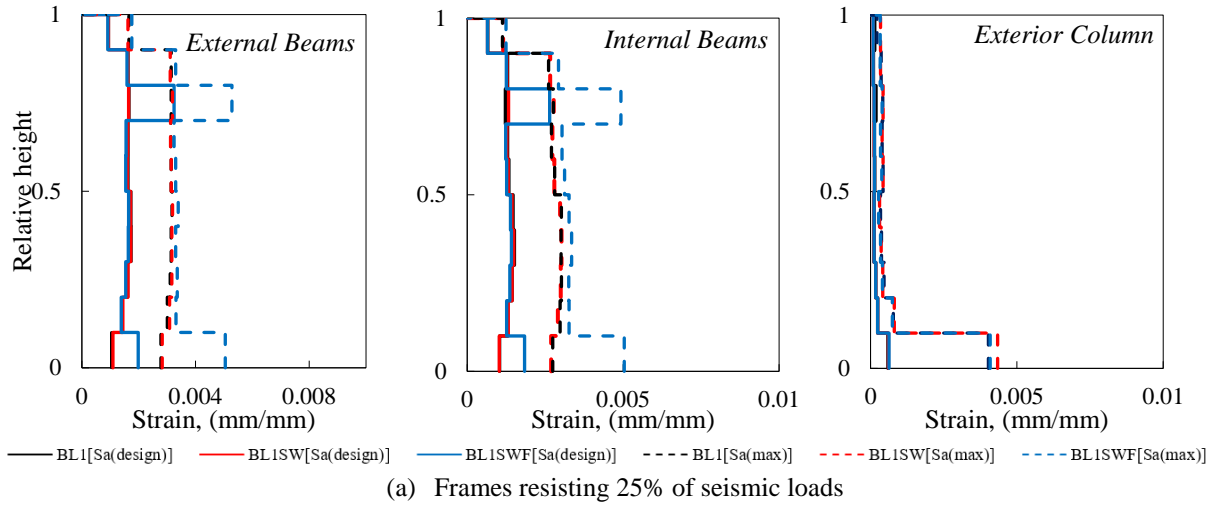 External Beams
Internal Beams
Exterior Column
Relative height
1
0.5
0
0 0.004 0.008
1
0.5
0
0 0.005 0.01
1
0.5
0
0 0.005 0.01
Strain, (mm/mm)
Strain, (mm/mm)
Strain, (mm/mm)
BL1[Sa(design)] BL1SW[Sa(design)] BL1SWF[Sa(design)] BL1[Sa(max)] BL1SW[Sa(max)] BL1SWF[Sa(max)]
(a) Frames resisting 25% of seismic loads